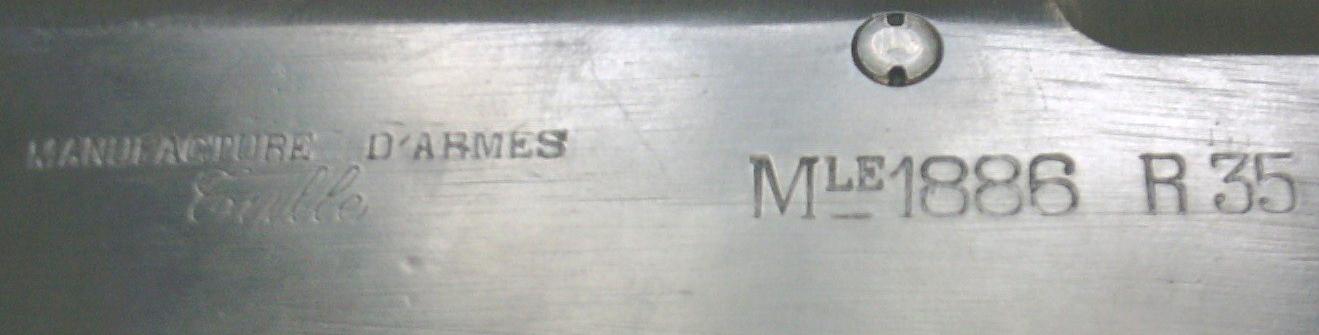 MANUFACTURE D'ARMES
Tulle
MLE 1886 R 35